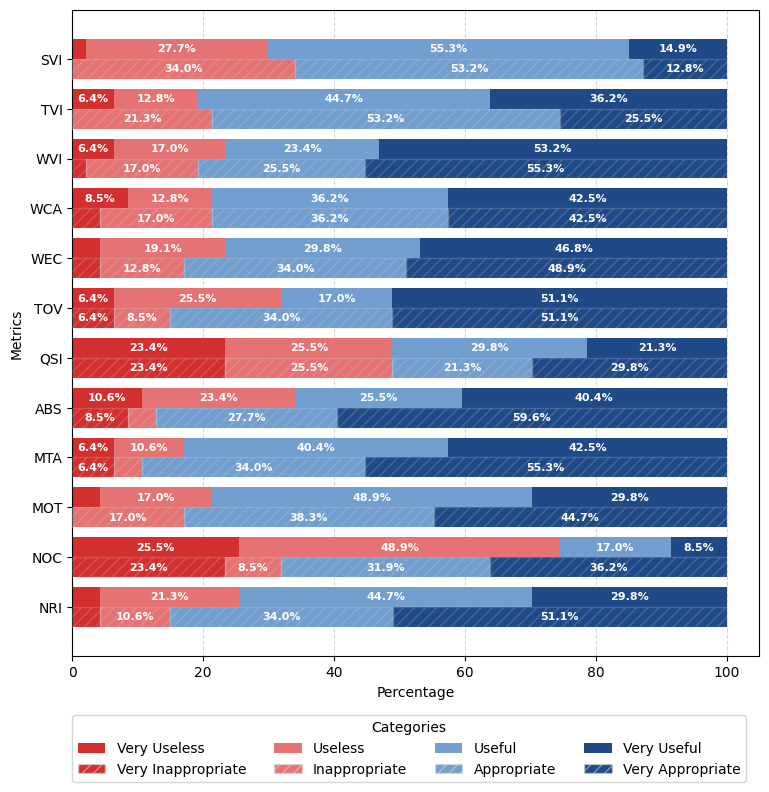 SVI
27.7% 55.3% 14.9%
34.0% 53.2% 12.8%
TVI
6.4% 12.8% 44.7% 36.2%
21.3% 53.2% 25.5%
WVI
6.4% 17.0% 23.4% 53.2%
17.0% 25.5% 55.3%
WCA
8.5% 12.8% 36.2% 42.5%
17.0% 36.2% 42.5%
WEC
19.1% 29.8% 46.8%
12.8% 34.0% 48.9%
TOV
6.4% 25.5% 17.0% 51.1%
6.4% 8.5% 34.0% 51.1%
QSI
23.4% 25.5% 29.8% 21.3%
23.4% 25.5% 21.3% 29.8%
ABS
10.6% 23.4% 25.5% 40.4%
8.5% 27.7% 59.6%
MTA
6.4% 10.6% 40.4% 42.5%
6.4% 34.0% 55.3%
MOT
17.0% 48.9% 29.8%
17.0% 38.3% 44.7%
NOC
25.5% 48.9% 17.0% 8.5%
23.4% 8.5% 31.9% 36.2%
NRI
21.3% 44.7% 29.8%
10.6% 34.0% 51.1%
Metrics
0 20 40 60 80 100
Percentage
Categories
Very Useless Useless Useful Very Useful
Very Inappropriate Inappropriate Appropriate Very Appropriate